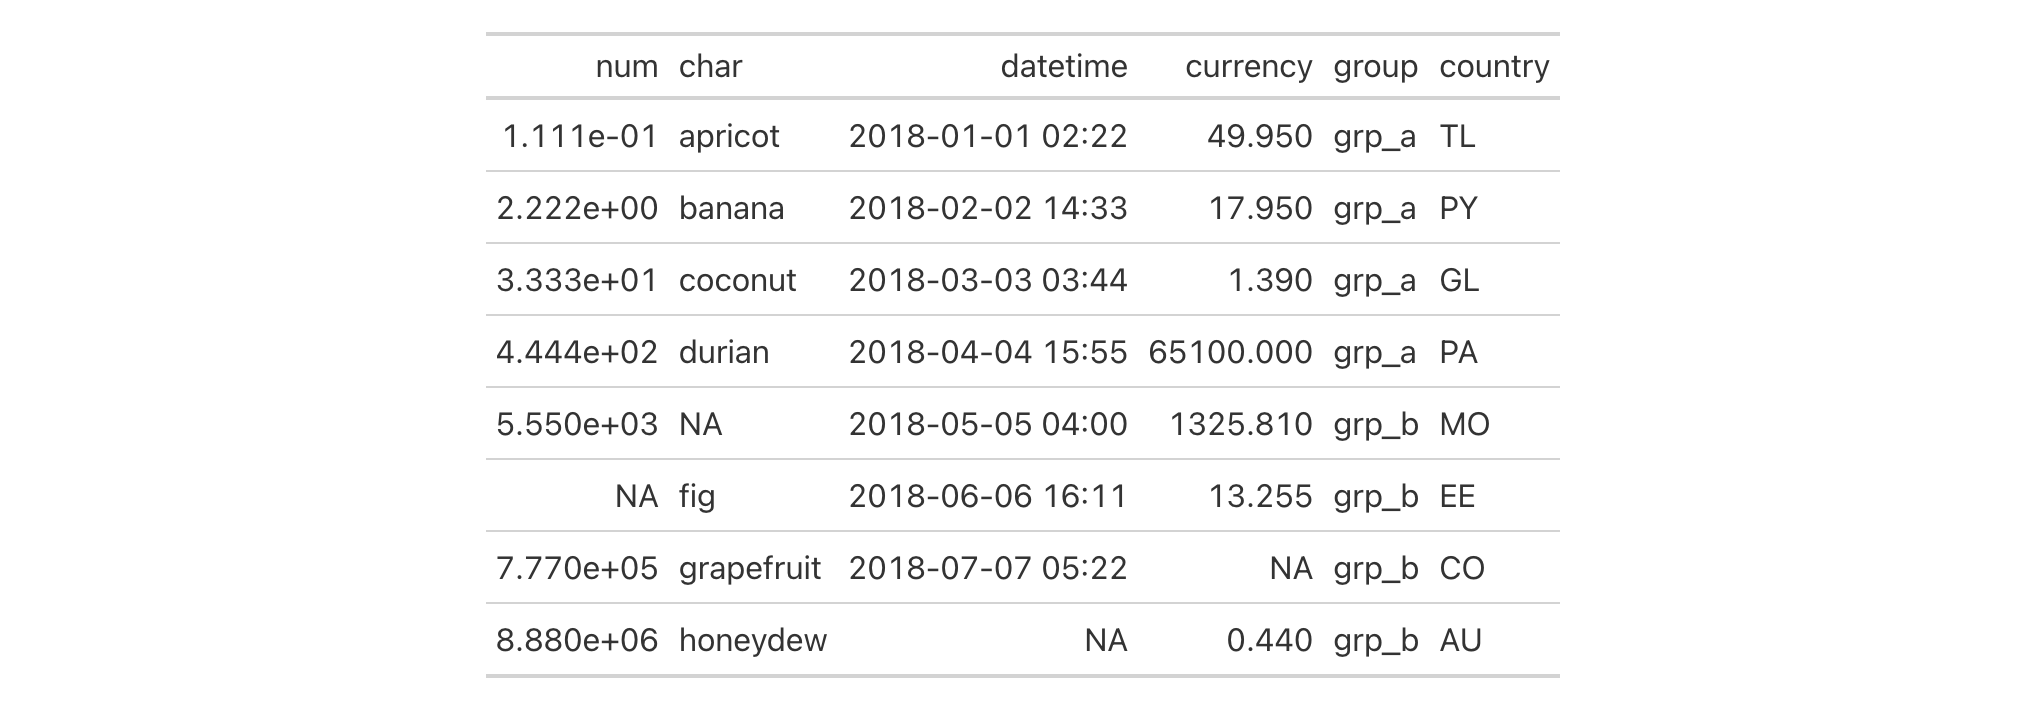 num char datetime currency group country
1.111e-01 apricot 2018-01-01 02:22 49.950 grp_a TL
2.222e+00 banana 2018-02-02 14:33 17.950 grp_a PY
3.333e+01 coconut 2018-03-03 03:44 1.390 grp_a GL
4.444e+02 durian 2018-04-04 15:55 65100.000 grp_a PA
5.550e+03 NA 2018-05-05 04:00 1325.810 grp_b MO
NA fig 2018-06-06 16:11 13.255 grp_b EE
7.770e+05 grapefruit 2018-07-07 05:22 NA grp_b CO
8.880e+06 honeydew NA 0.440 grp_b AU